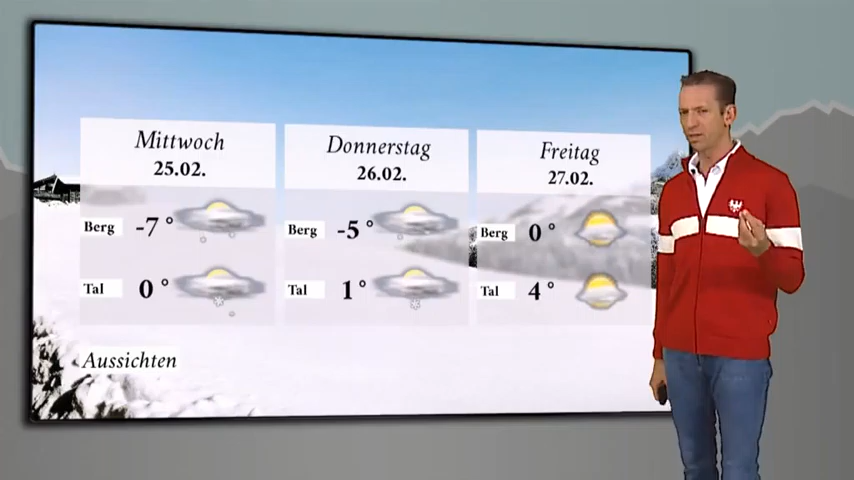 Mittwoch
25.02.
Berg -7 °
Tal 0 °
Donnerstag
26.02.
Berg -5 °
Tal 1 °
Freitag
27.02.
Berg 0 °
Tal 4 °
Aussichten